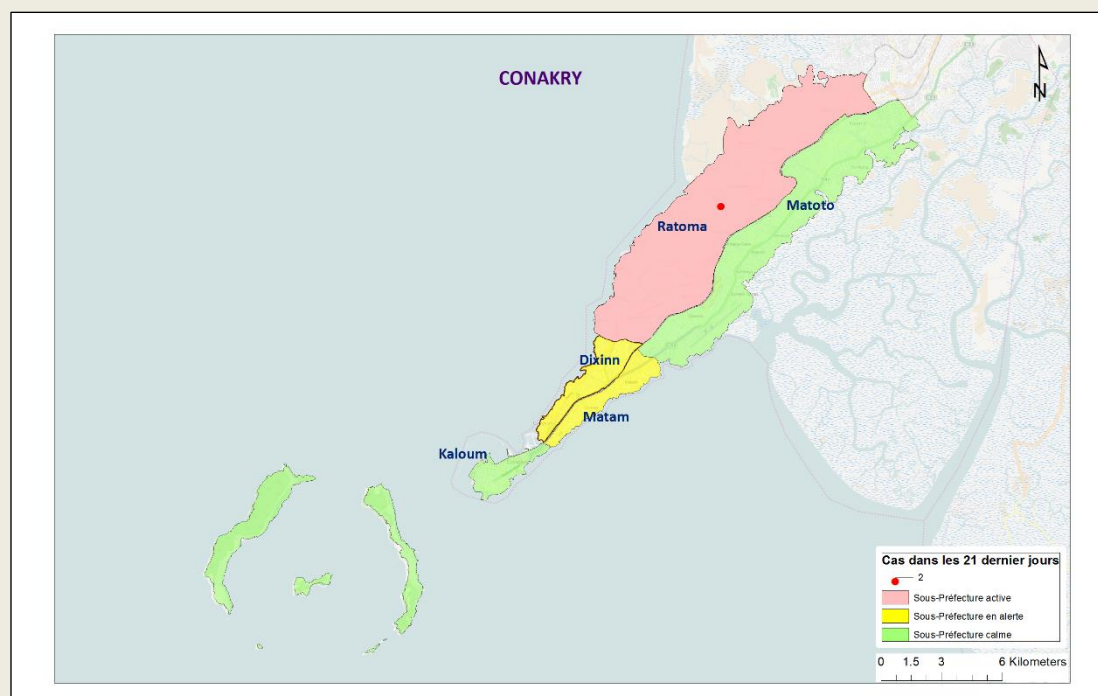 CONAKRY
N
Matoto
Ratoma
Dixinn
Matam
Kaloum
Cas dans les 21 dernier jours
2
Sous-Préfecture active
Sous-Préfecture en alerte
Sous-Préfecture calme
0 1.5 3 6 Kilometers